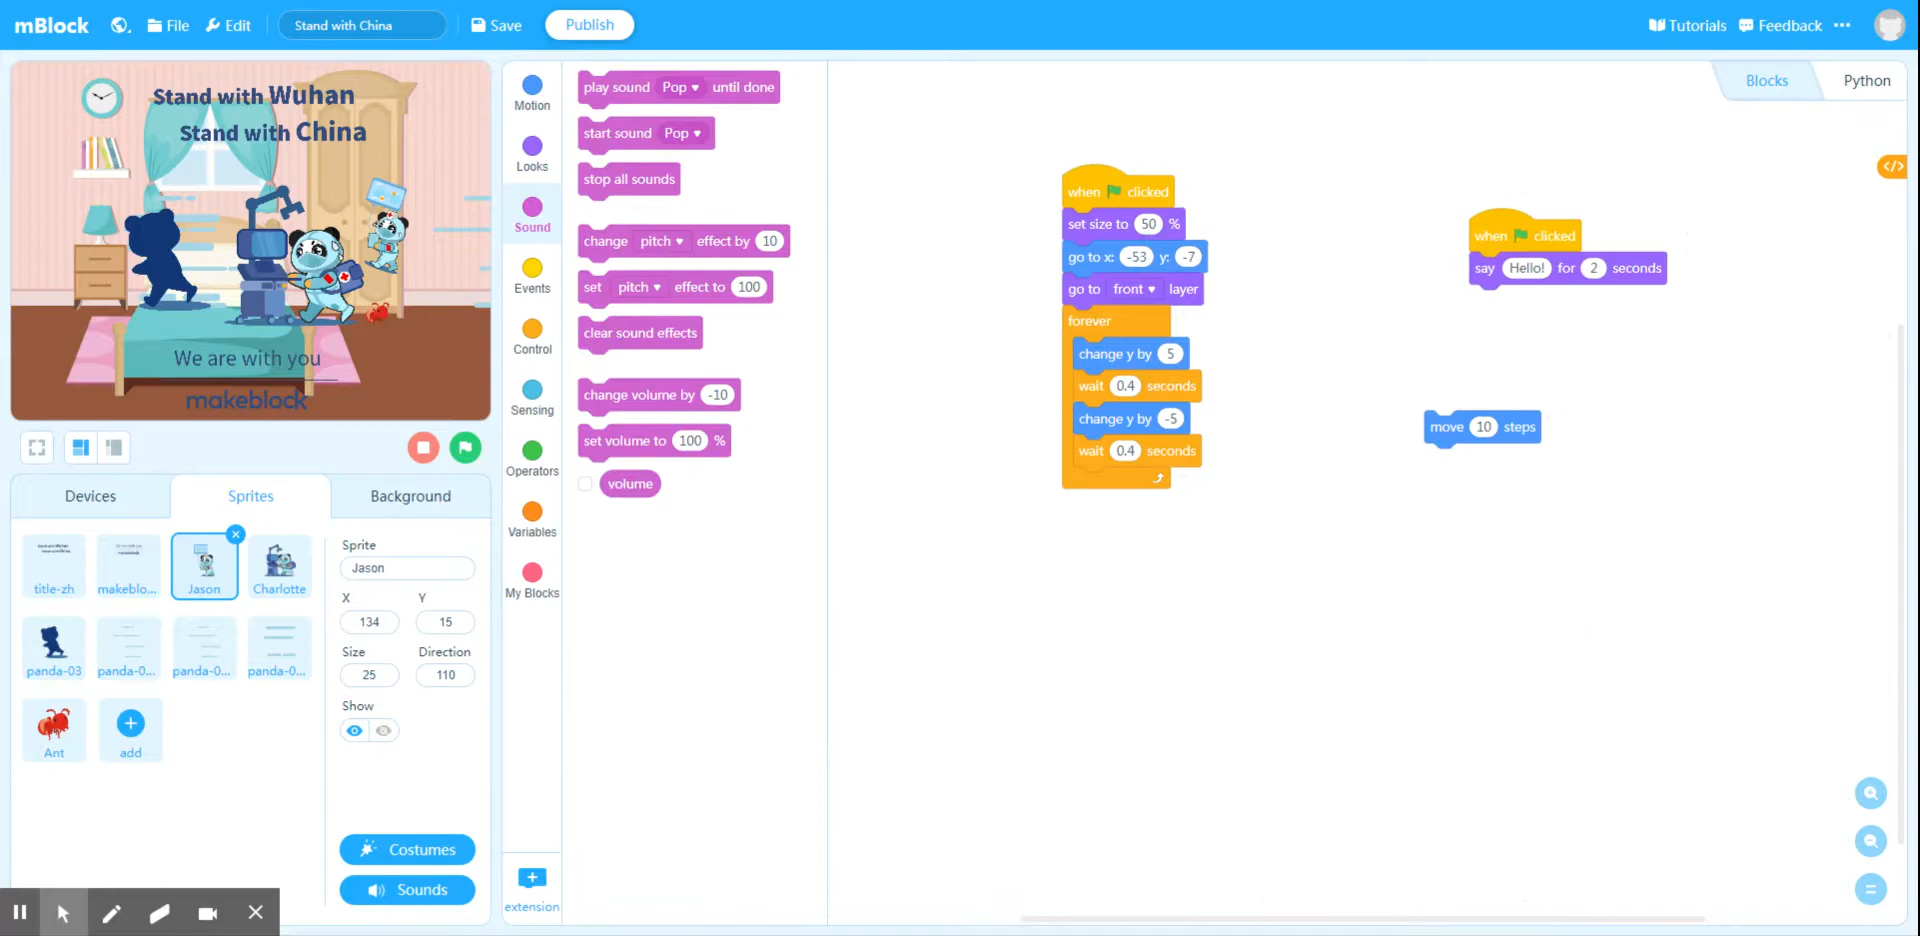 mBlock File Edit Stand with China Save Publish Tutorials Feedback
Stand with Wuhan
Stand with China
We are with you
makeblock
Devices Sprites Background
title-zh makeblo... Jason Charlotte
panda-03 panda-0... panda-0... panda-0...
Ant add
Sprite
Jason
X Y
134 15
Size Direction
25 110
Show
Costumes
Sounds
Motion
Looks
Sound
Events
Control
Sensing
Operators
Variables
My Blocks
extension
play sound Pop until done
start sound Pop
stop all sounds
change pitch effect by 10
set pitch effect to 100
clear sound effects
change volume by -10
set volume to 100 %
volume
Blocks Python
</>
when clicked
set size to 50 %
go to x: -53 y: -7
go to front layer
forever
change y by 5
wait 0.4 seconds
change y by -5
wait 0.4 seconds
when clicked
say Hello! for 2 seconds
move 10 steps